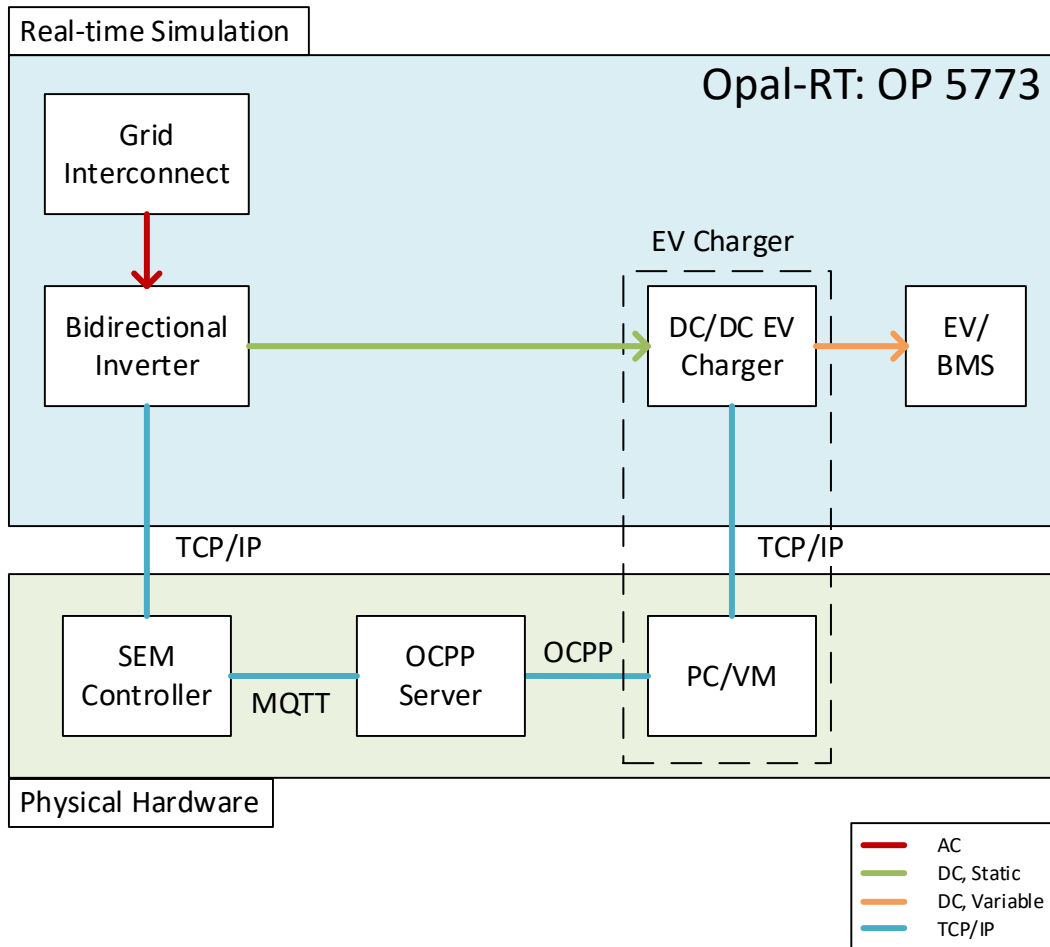 Real-time Simulation
Opal-RT: OP 5773
Grid
Interconnect
EV Charger
Bidirectional
Inverter
DC/DC EV
Charger
EV/
BMS
TCP/IP
TCP/IP
SEM
Controller
MQTT
OCPP
Server
OCPP
PC/VM
Physical Hardware
AC
DC, Static
DC, Variable
TCP/IP